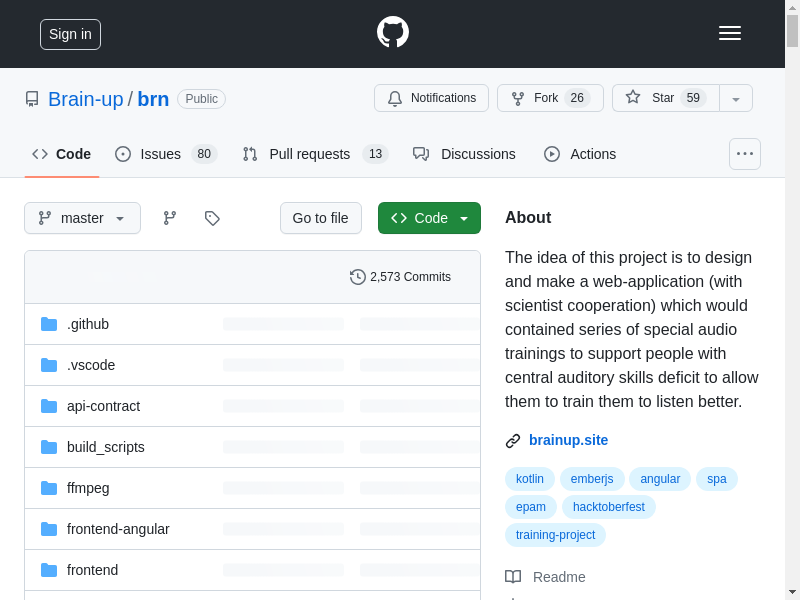 Sign in
Brain-up / brn Public
Notifications
Fork 26
Star 59
Code
Issues 80
Pull requests 13
Discussions
Actions
master
Go to file
Code
2,573 Commits
.github
.vscode
api-contract
build_scripts
ffmpeg
frontend-angular
frontend
About
The idea of this project is to design
and make a web-application (with
scientist cooperation) which would
contained series of special audio
trainings to support people with
central auditory skills deficit to allow
them to train them to listen better.
brainup.site
kotlin emberjs angular spa
epam hacktoberfest
training-project
Readme